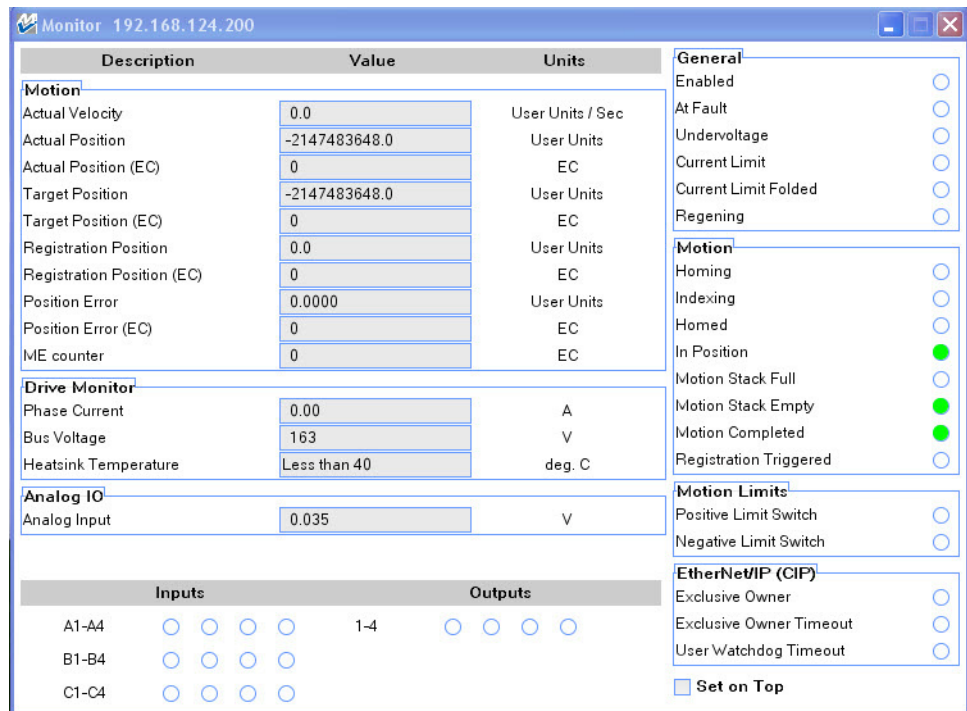 Monitor 192.168.124.200
Description Value Units
Motion
Actual Velocity 0.0 User Units / Sec
Actual Position -2147483648.0 User Units
Actual Position (EC) 0 EC
Target Position -2147483648.0 User Units
Target Position (EC) 0 EC
Registration Position 0.0 User Units
Registration Position (EC) 0 EC
Position Error 0.0000 User Units
Position Error (EC) 0 EC
ME counter 0 EC
Drive Monitor
Phase Current 0.00 A
Bus Voltage 163 V
Heatsink Temperature Less than 40 deg. C
Analog IO
Analog Input 0.035 V
Inputs Outputs
A1-A4 1-4
B1-B4
C1-C4
General
Enabled
At Fault
Undervoltage
Current Limit
Current Limit Folded
Regening
Motion
Homing
Indexing
Homed
In Position
Motion Stack Full
Motion Stack Empty
Motion Completed
Registration Triggered
Motion Limits
Positive Limit Switch
Negative Limit Switch
EtherNet/IP (CIP)
Exclusive Owner
Exclusive Owner Timeout
User Watchdog Timeout
Set on Top